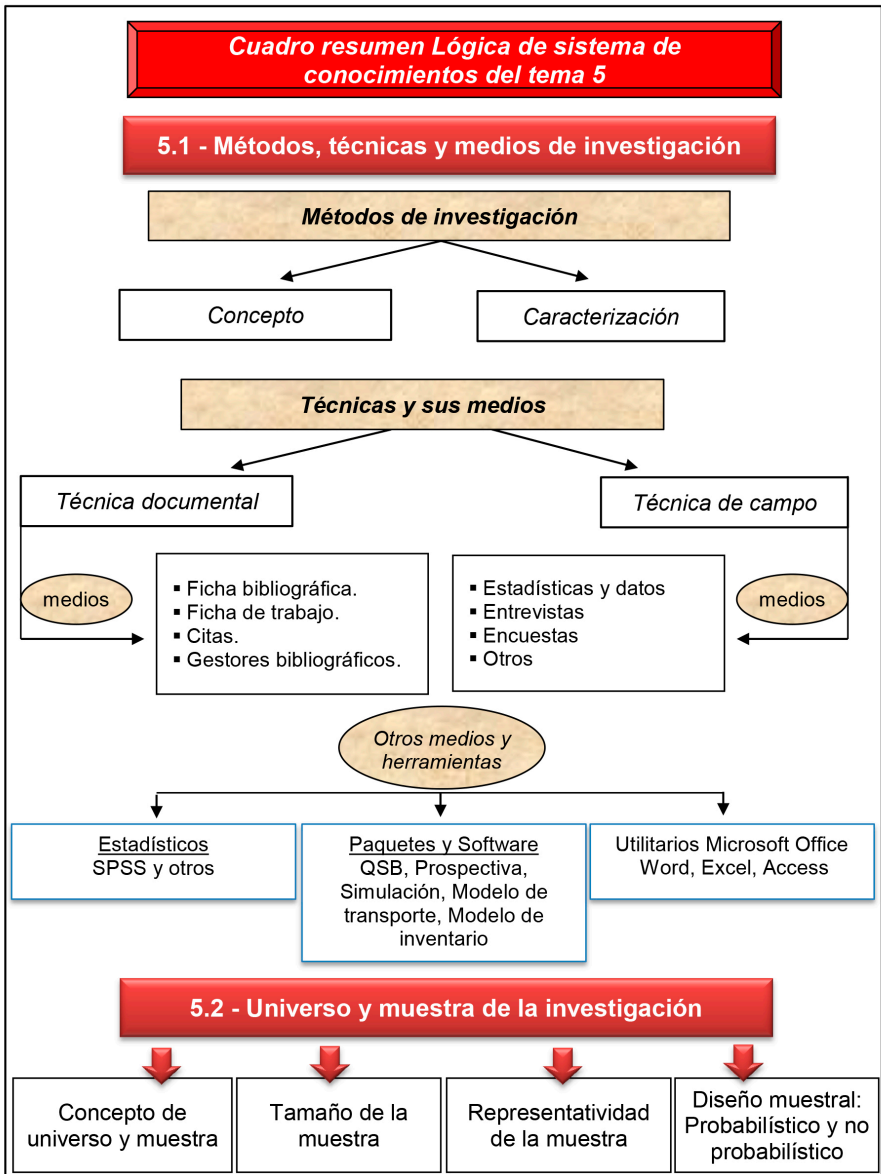 Cuadro resumen Lógica de sistema de
conocimientos del tema 5
5.1 - Métodos, técnicas y medios de investigación
Métodos de investigación
Concepto
Caracterización
Técnicas y sus medios
Técnica documental
Técnica de campo
medios
▪ Ficha bibliográfica.
▪ Ficha de trabajo.
▪ Citas.
▪ Gestores bibliográficos.
▪ Estadísticas y datos
▪ Entrevistas
▪ Encuestas
▪ Otros
medios
Otros medios y
herramientas
Estadísticos
SPSS y otros
Paquetes y Software
QSB, Prospectiva,
Simulación, Modelo de
transporte, Modelo de
inventario
Utilitarios Microsoft Office
Word, Excel, Access
5.2 - Universo y muestra de la investigación
Concepto de
universo y muestra
Tamaño de la
muestra
Representatividad
de la muestra
Diseño muestral:
Probabilístico y no
probabilístico